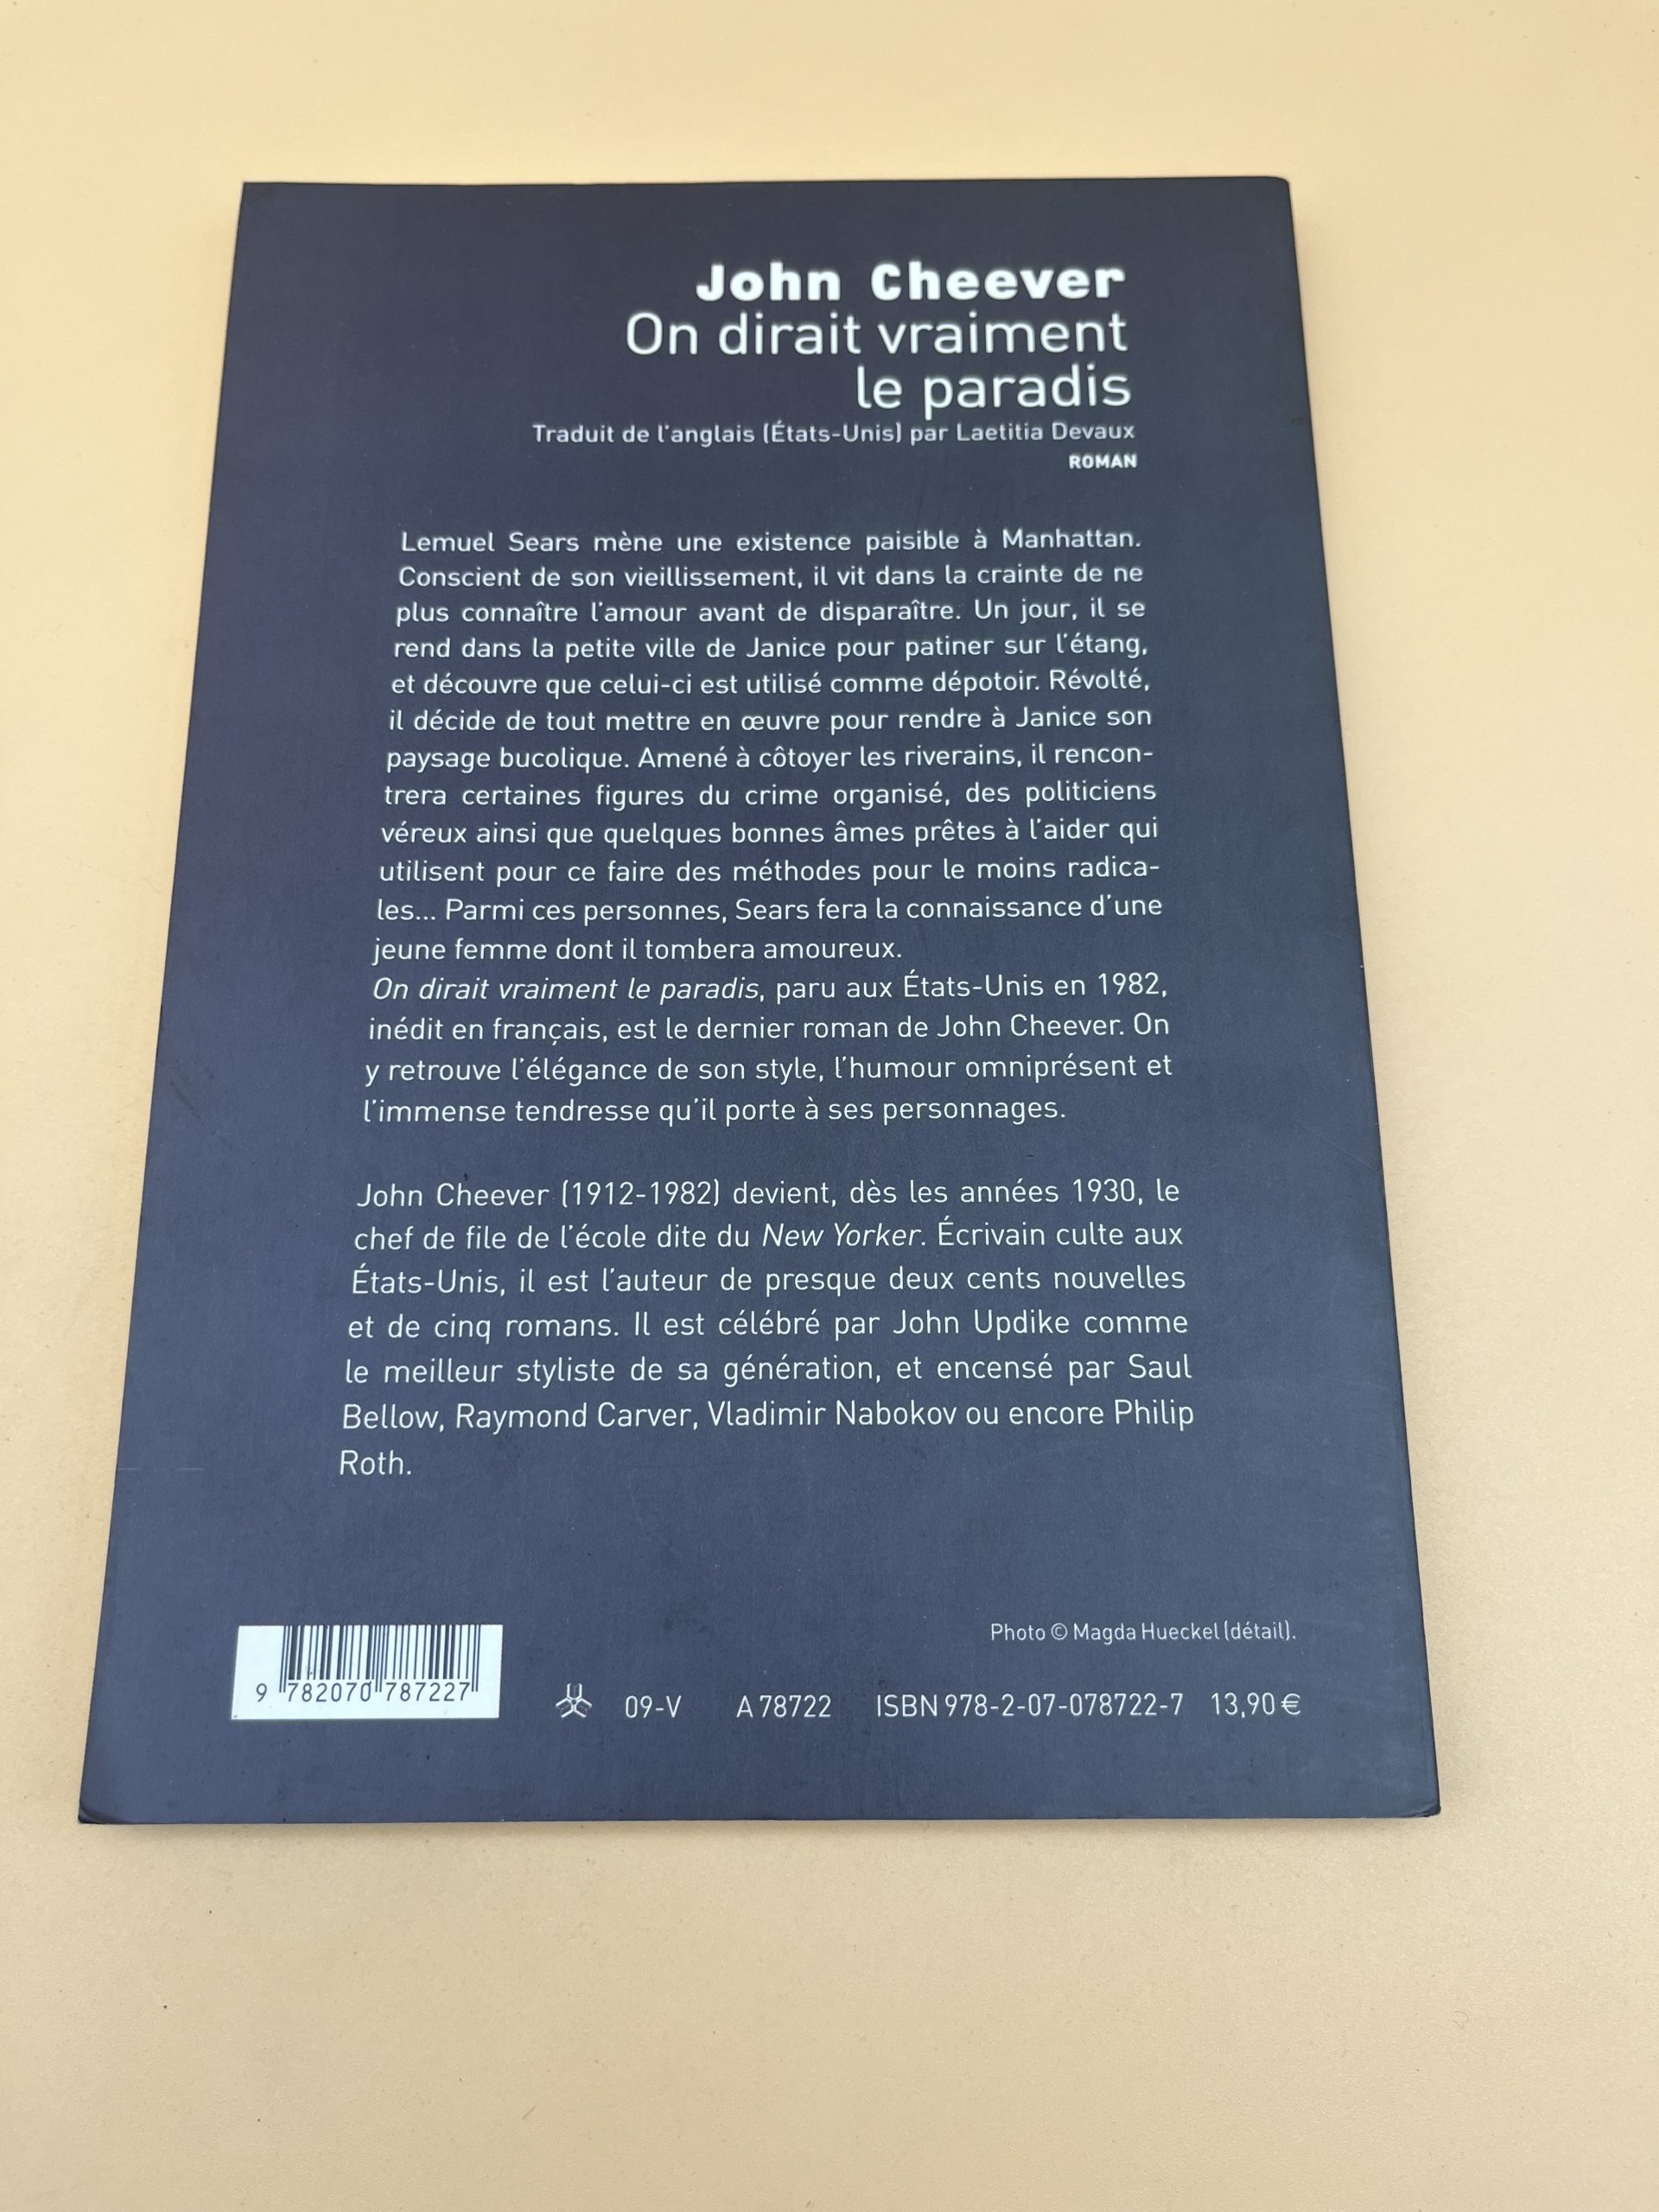 John Cheever
On dirait vraiment
le paradis
Traduit de l'anglais (États-Unis) par Laetitia Devaux
ROMAN
Lemuel Sears mène une existence paisible à Manhattan.
Conscient de son vieillissement, il vit dans la crainte de ne
plus connaître l'amour avant de disparaître. Un jour, il se
rend dans la petite ville de Janice pour patiner sur l'étang,
et découvre que celui-ci est utilisé comme dépotoir. Révolté,
il décide de tout mettre en œuvre pour rendre à Janice son
paysage bucolique. Amené à côtoyer les riverains, il rencon-
trera certaines figures du crime organisé, des politiciens
véreux ainsi que quelques bonnes âmes prêtes à l'aider qui
utilisent pour ce faire des méthodes pour le moins radica-
les... Parmi ces personnes, Sears fera la connaissance d'une
jeune femme dont il tombera amoureux.
On dirait vraiment le paradis, paru aux États-Unis en 1982,
inédit en français, est le dernier roman de John Cheever. On
y retrouve l'élégance de son style, l'humour omniprésent et
l'immense tendresse qu'il porte à ses personnages.
John Cheever (1912-1982) devient, dès les années 1930, le
chef de file de l'école dite du New Yorker. Écrivain culte aux
États-Unis, il est l'auteur de presque deux cents nouvelles
et de cinq romans. Il est célébré par John Updike comme
le meilleur styliste de sa génération, et encensé par Saul
Bellow, Raymond Carver, Vladimir Nabokov ou encore Philip
Roth.
Photo © Magda Hueckel (détail).
9 782070 787227
09-V A 78722 ISBN 978-2-07-078722-7 13,90 €